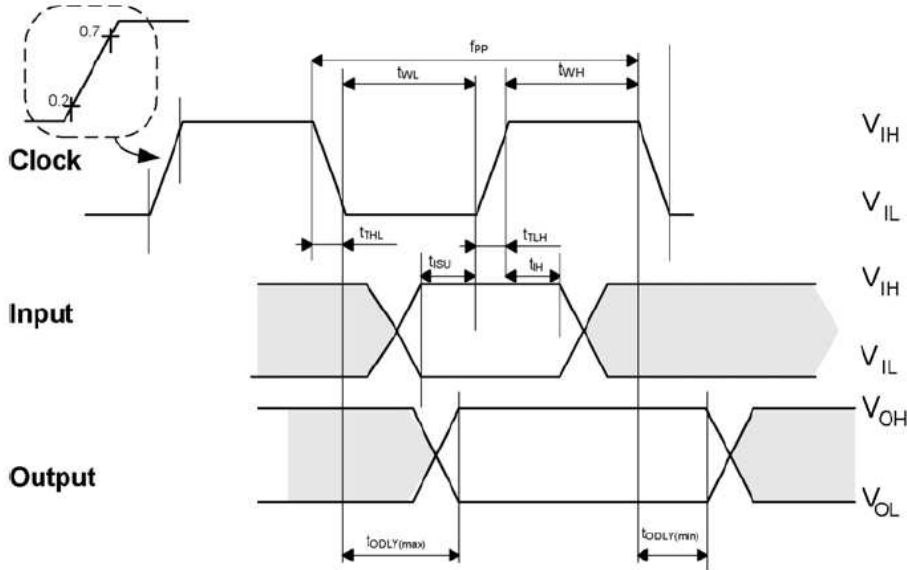 0.7
0.2
fPP
tWL
tWH
Clock
VIH
VIL
tTHL
tTLH
tISU
tIH
Input
VIH
VIL
Output
VOH
VOL
tODLY(max)
tODLY(min)